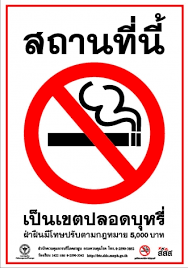 สถานที่นี้
เป็นเขตปลอดบุหรี่
ฝ่าฝืนมีโทษปรับตามกฎหมาย 5,000 บาท